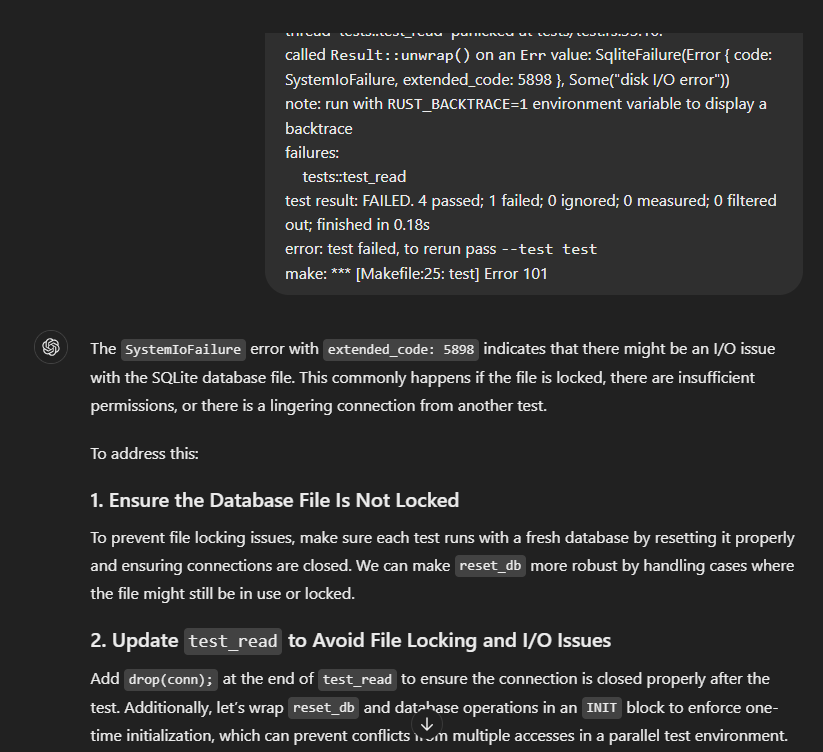 thread 'tests::test_read' panicked at tests/test.rs:55:10:
called Result::unwrap() on an Err value: SqliteFailure(Error { code:
SystemIoFailure, extended_code: 5898 }, Some("disk I/O error"))
note: run with RUST_BACKTRACE=1 environment variable to display a
backtrace
failures:
tests::test_read
test result: FAILED. 4 passed; 1 failed; 0 ignored; 0 measured; 0 filtered
out; finished in 0.18s
error: test failed, to rerun pass --test test
make: *** [Makefile:25: test] Error 101
The SystemIoFailure error with extended_code: 5898 indicates that there might be an I/O issue
with the SQLite database file. This commonly happens if the file is locked, there are insufficient
permissions, or there is a lingering connection from another test.
To address this:
1. Ensure the Database File Is Not Locked
To prevent file locking issues, make sure each test runs with a fresh database by resetting it properly
and ensuring connections are closed. We can make reset_db more robust by handling cases where
the file might still be in use or locked.
2. Update test_read to Avoid File Locking and I/O Issues
Add drop(conn); at the end of test_read to ensure the connection is closed properly after the
test. Additionally, let's wrap reset_db and database operations in an INIT block to enforce one-
time initialization, which can prevent conflicts from multiple accesses in a parallel test environment.